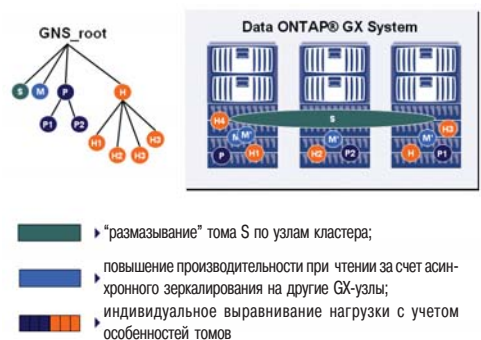 GNS_root
S M P H
P1 P2
H1 H2 H3 H3
Data ONTAP® GX System
H4 S H3
M M' M' M'
P H1 H2 P2 H P1
"размазывание" тома S по узлам кластера;
повышение производительности при чтении за счет асин-
хронного зеркалирования на другие GX-узлы;
индивидуальное выравнивание нагрузки с учетом
особенностей томов